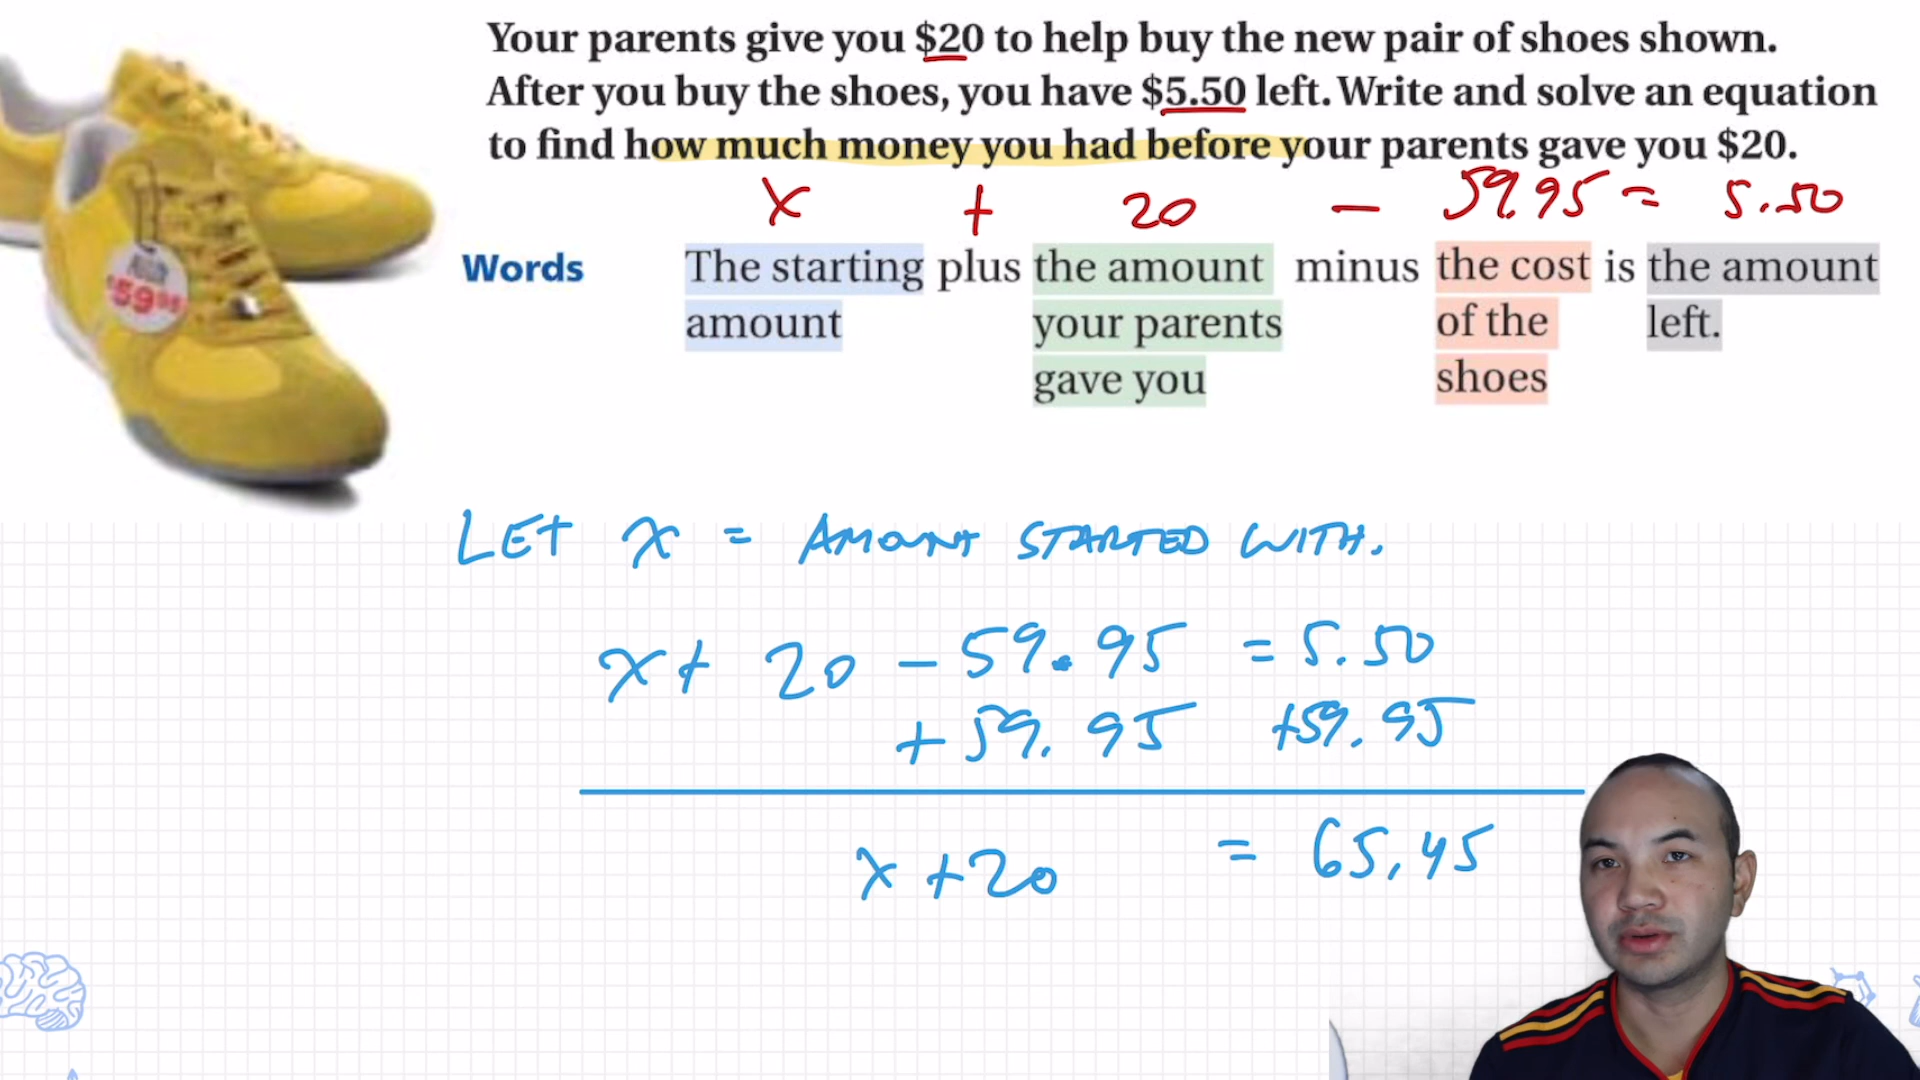 Your parents give you $20 to help buy the new pair of shoes shown.
After you buy the shoes, you have $5.50 left. Write and solve an equation
to find how much money you had before your parents gave you $20.
x + 20 - 59.95 = 5.50
Words The starting plus the amount minus the cost is the amount
amount your parents of the left.
gave you shoes
$59.95
LET x = AMOUNT STARTED WITH.
x + 20 - 59.95 = 5.50
+59.95 +59.95
x + 20 = 65.45